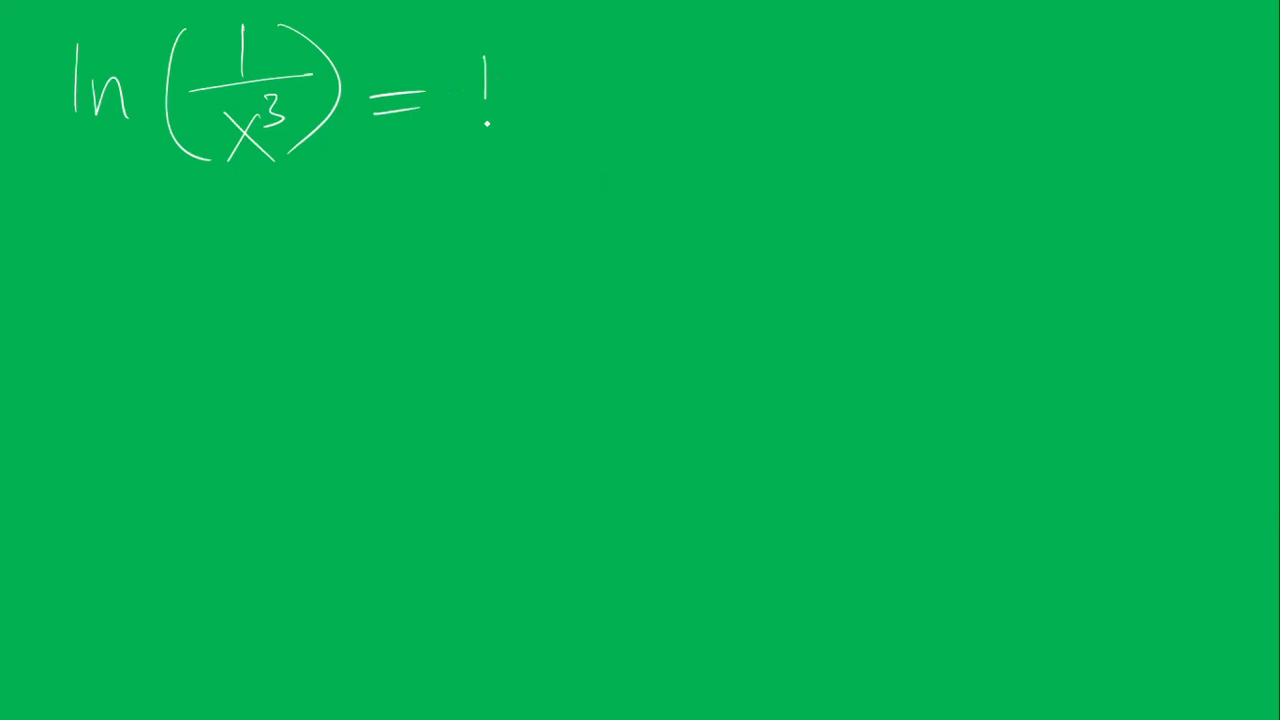 ln(1/x³) = !